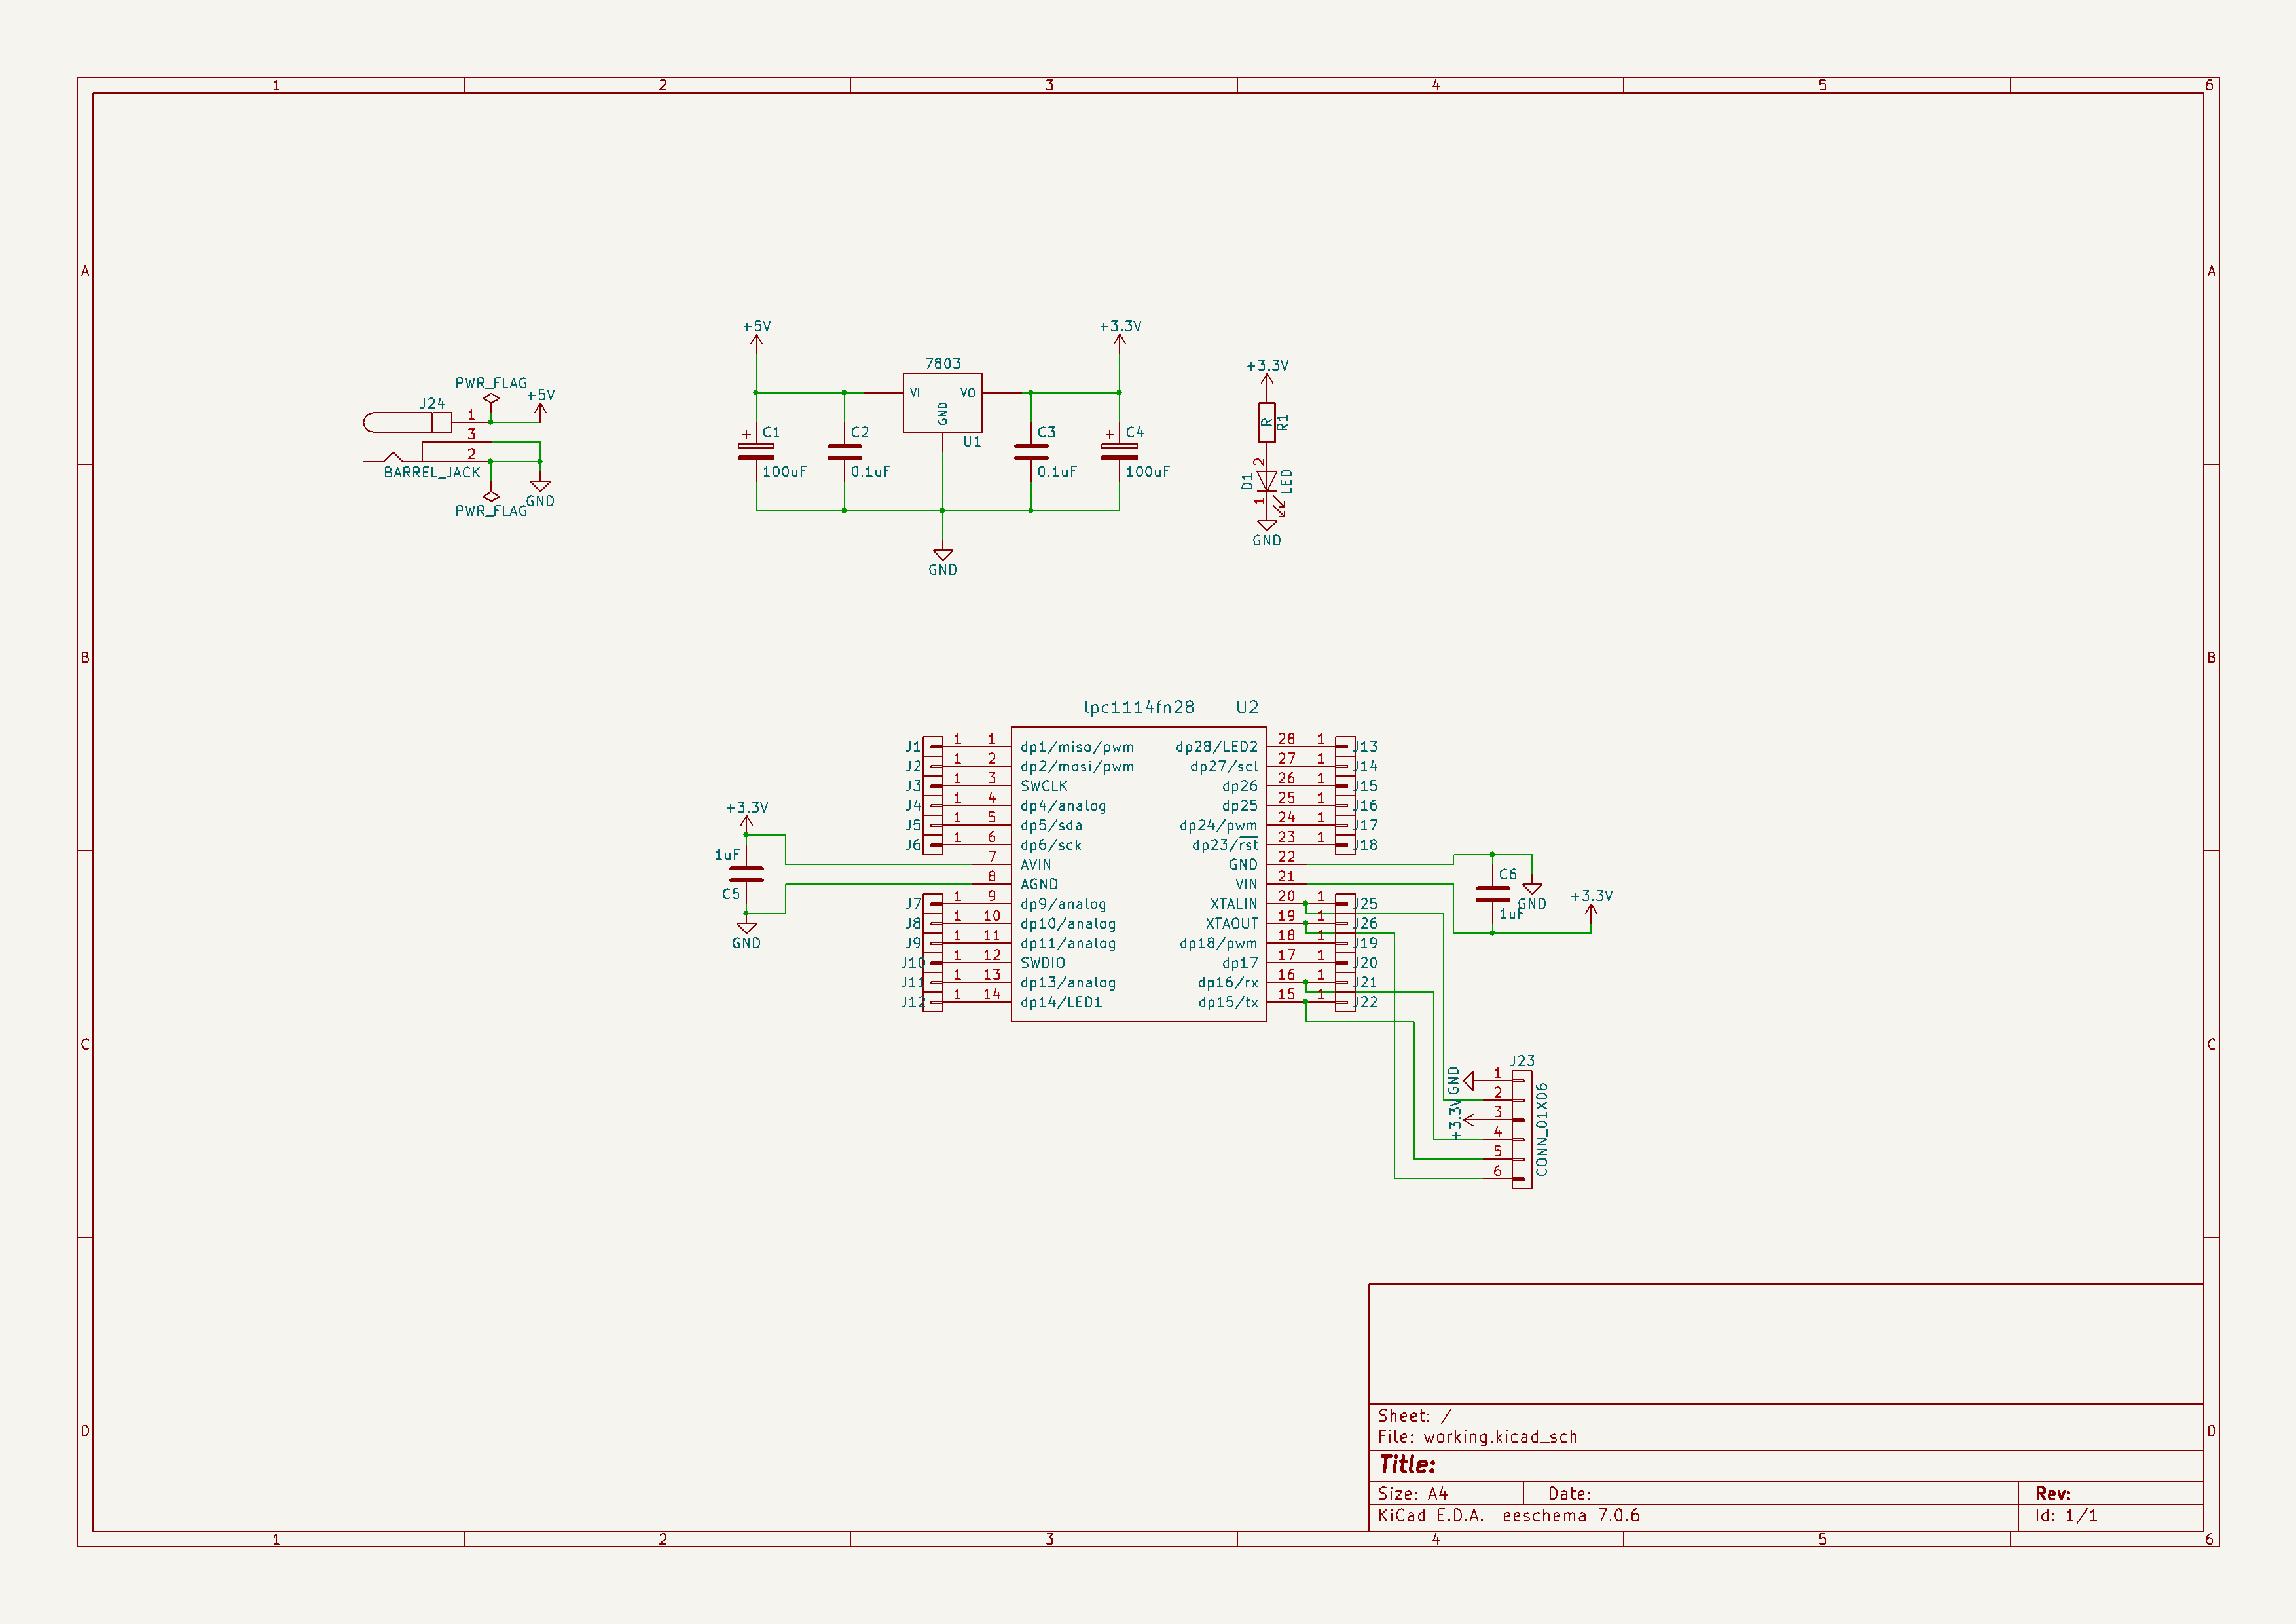 1 2 3 4 5 6
A A
+5V +3.3V
7803
+3.3V
PWR_FLAG
+5V
J24
1
3
2
BARREL_JACK
PWR_FLAG
GND
VI VO
GND
U1
+ C1
100uF
C2
0.1uF
C3
0.1uF
+ C4
100uF
GND
R
R1
2
D1
LED
1
GND
B B
lpc1114fn28 U2
J1 1 1 dp1/miso/pwm dp28/LED2 28 1 J13
J2 1 2 dp2/mosi/pwm dp27/scl 27 1 J14
J3 1 3 SWCLK dp26 26 1 J15
J4 1 4 dp4/analog dp25 25 1 J16
J5 1 5 dp5/sda dp24/pwm 24 1 J17
J6 1 6 dp6/sck dp23/rst 23 1 J18
7 AVIN GND 22
8 AGND VIN 21
J7 1 9 dp9/analog XTALIN 20 1 J25
J8 1 10 dp10/analog XTAOUT 19 1 J26
J9 1 11 dp11/analog dp18/pwm 18 1 J19
J10 1 12 SWDIO dp17 17 1 J20
J11 1 13 dp13/analog dp16/rx 16 1 J21
J12 1 14 dp14/LED1 dp15/tx 15 1 J22
+3.3V
1uF
C5
GND
C6
1uF
GND
+3.3V
C C
J23
GND 1
2
+3.3V 3
4
5
6
CONN_01X06
D D
Sheet: /
File: working.kicad_sch
Title:
Size: A4 Date: Rev:
KiCad E.D.A. eeschema 7.0.6 Id: 1/1
1 2 3 4 5 6